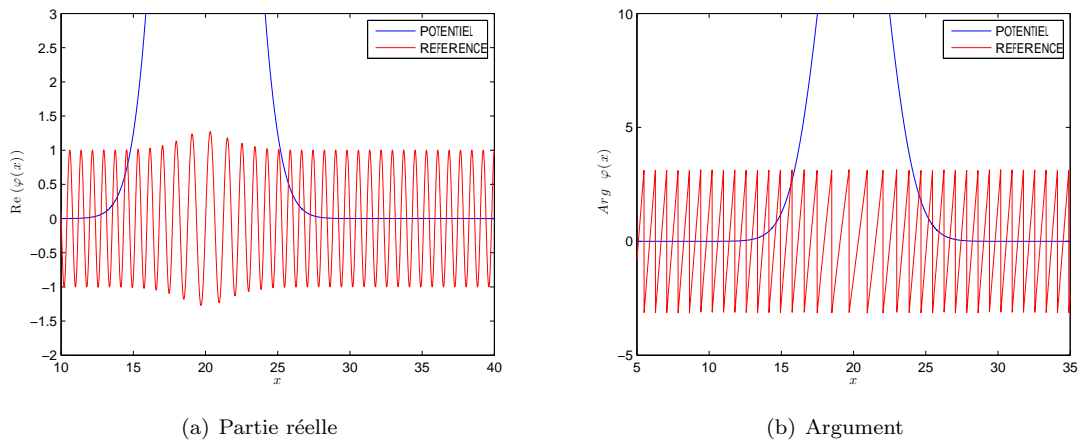 3
2.5
2
1.5
1
0.5
0
−0.5
−1
−1.5
−2
10 15 20 25 30 35 40
x
Re (φ(x))
POTENTIEL
REFERENCE
(a) Partie réelle
10
5
0
−5
5 10 15 20 25 30 35
x
Arg φ(x)
POTENTIEL
REFERENCE
(b) Argument